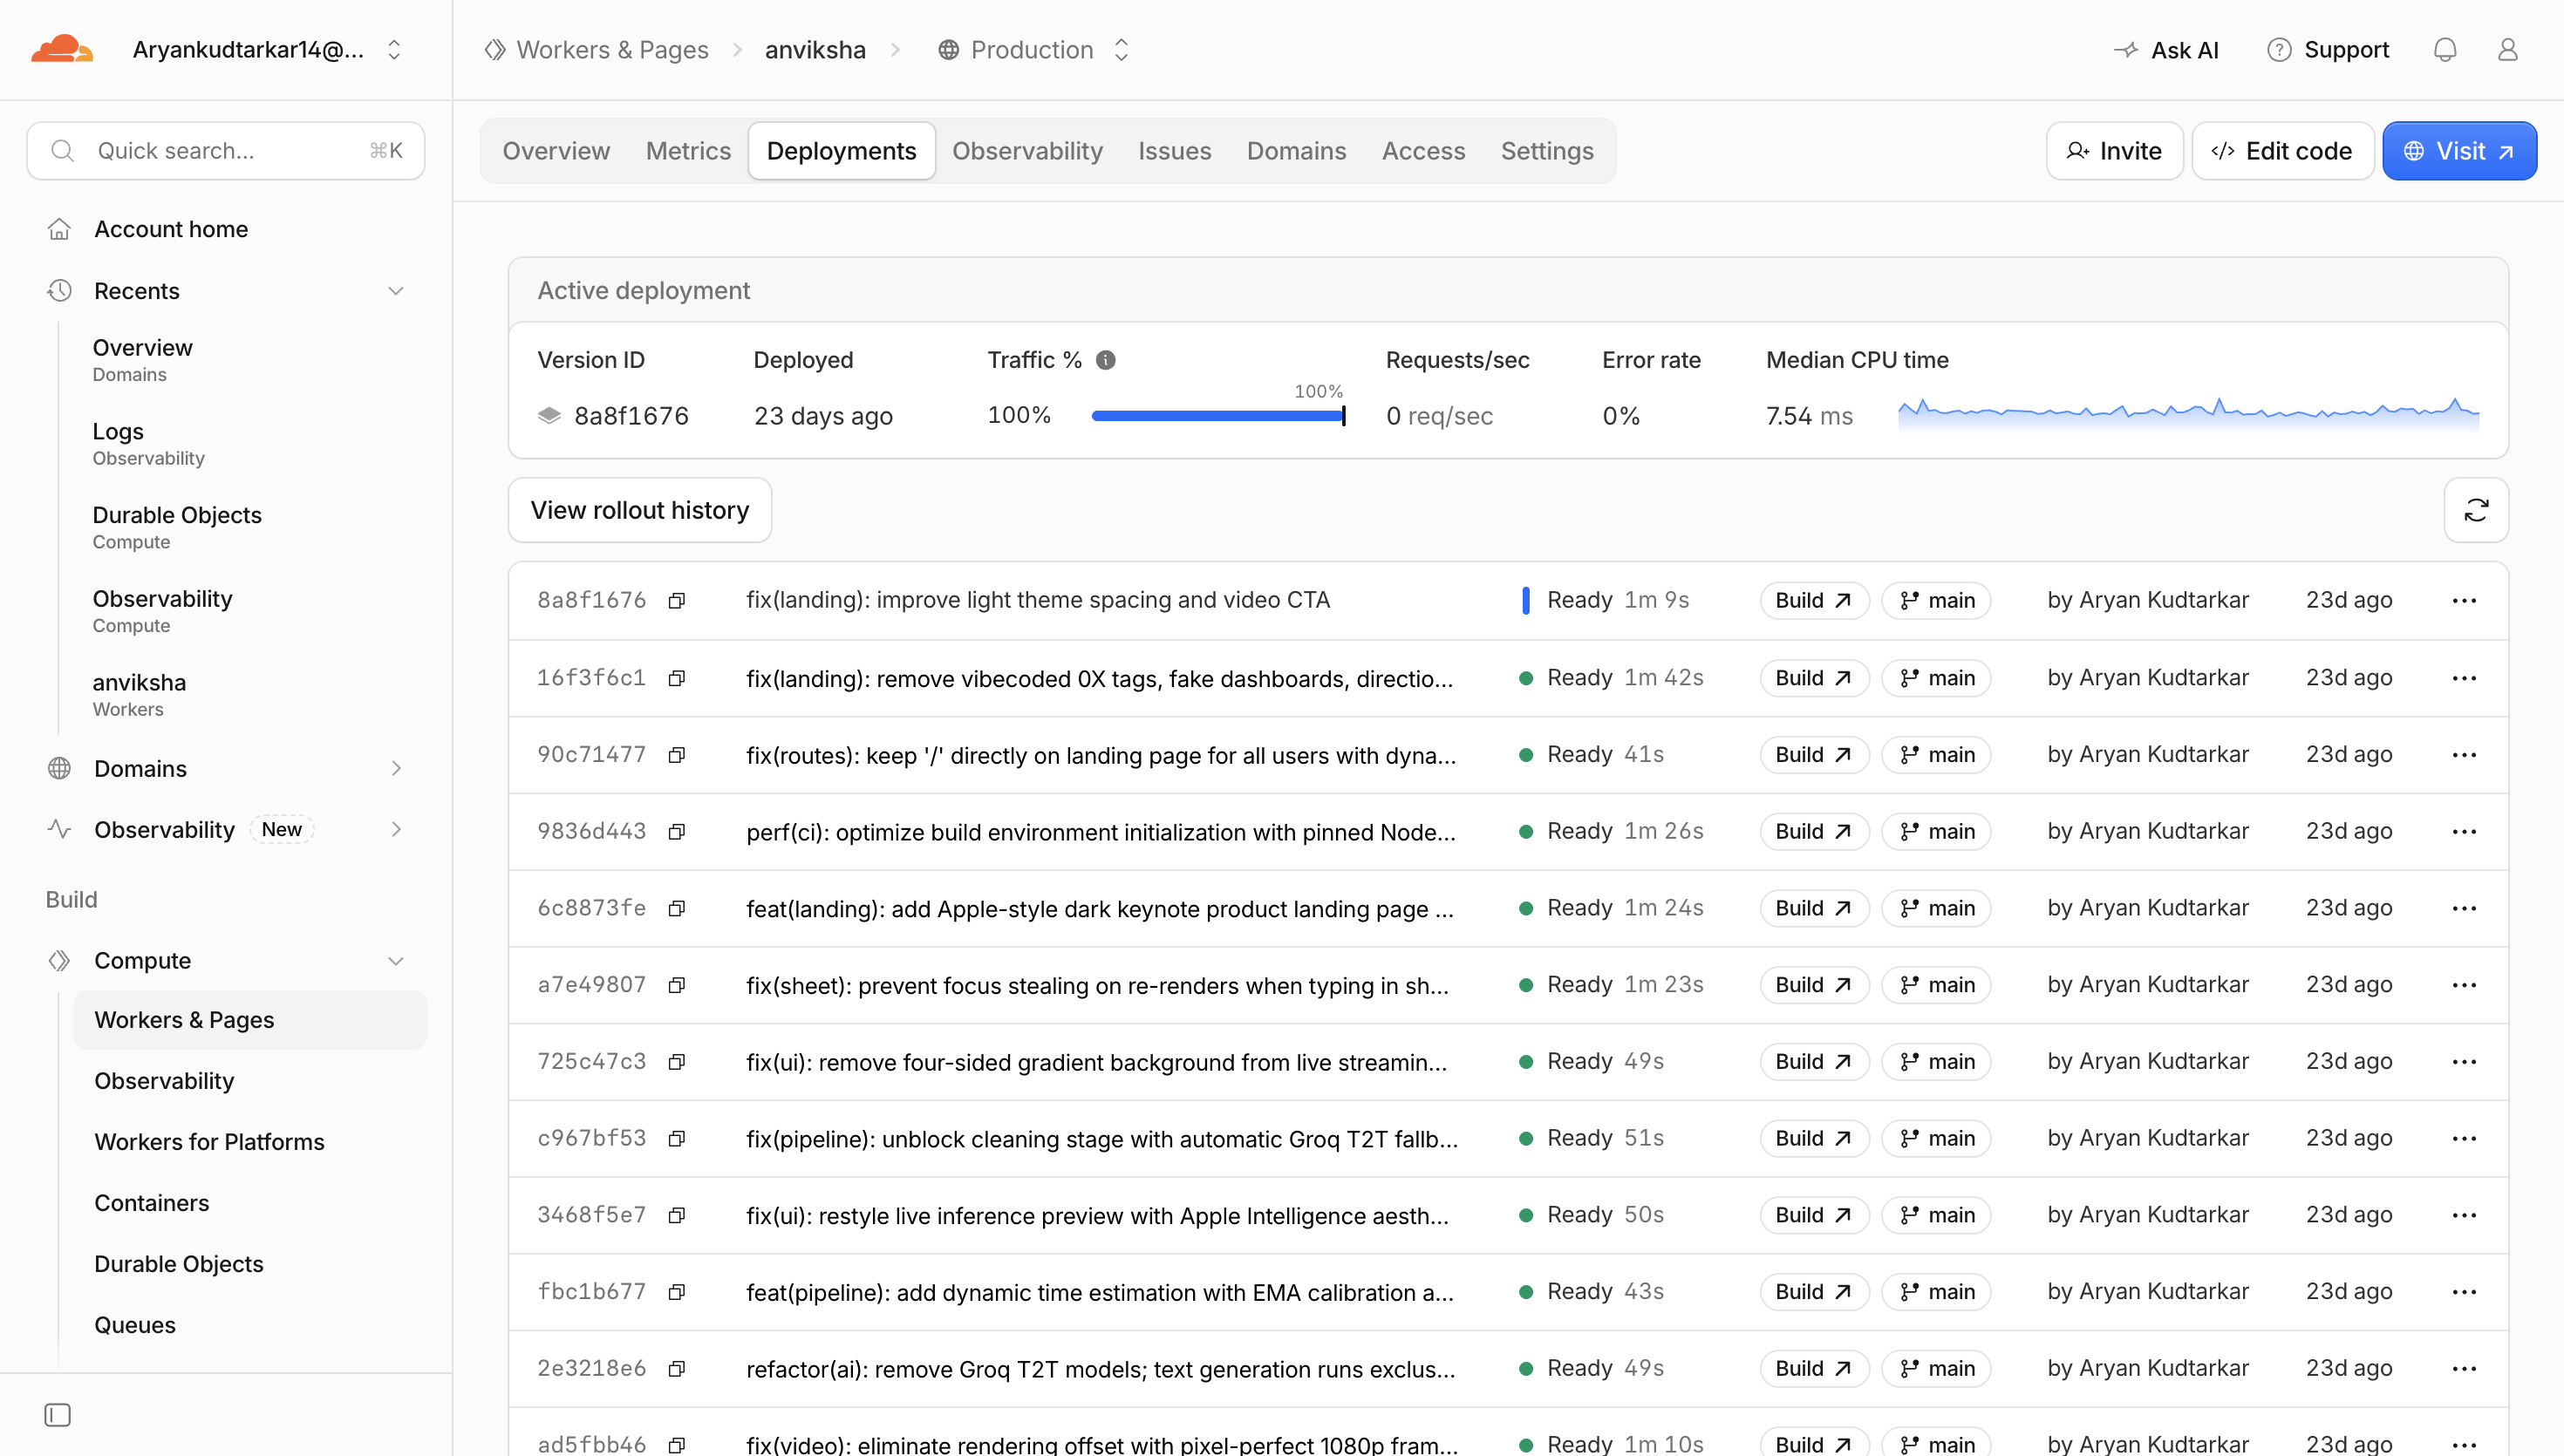 Aryankudtarkar14@...
Workers & Pages
anviksha
Production
Ask AI
Support
Quick search...
⌘K
Overview
Metrics
Deployments
Observability
Issues
Domains
Access
Settings
Invite
Edit code
Visit
Account home
Recents
Overview
Domains
Logs
Observability
Durable Objects
Compute
Observability
Compute
anviksha
Workers
Domains
Observability New
Build
Compute
Workers & Pages
Observability
Workers for Platforms
Containers
Durable Objects
Queues
Active deployment
Version ID Deployed Traffic % Requests/sec Error rate Median CPU time
100%
8a8f1676 23 days ago 100% 0 req/sec 0% 7.54 ms
View rollout history
8a8f1676 fix(landing): improve light theme spacing and video CTA Ready 1m 9s Build main by Aryan Kudtarkar 23d ago
16f3f6c1 fix(landing): remove vibecoded 0X tags, fake dashboards, directio... Ready 1m 42s Build main by Aryan Kudtarkar 23d ago
90c71477 fix(routes): keep '/' directly on landing page for all users with dyna... Ready 41s Build main by Aryan Kudtarkar 23d ago
9836d443 perf(ci): optimize build environment initialization with pinned Node... Ready 1m 26s Build main by Aryan Kudtarkar 23d ago
6c8873fe feat(landing): add Apple-style dark keynote product landing page ... Ready 1m 24s Build main by Aryan Kudtarkar 23d ago
a7e49807 fix(sheet): prevent focus stealing on re-renders when typing in sh... Ready 1m 23s Build main by Aryan Kudtarkar 23d ago
725c47c3 fix(ui): remove four-sided gradient background from live streamin... Ready 49s Build main by Aryan Kudtarkar 23d ago
c967bf53 fix(pipeline): unblock cleaning stage with automatic Groq T2T fallb... Ready 51s Build main by Aryan Kudtarkar 23d ago
3468f5e7 fix(ui): restyle live inference preview with Apple Intelligence aesth... Ready 50s Build main by Aryan Kudtarkar 23d ago
fbc1b677 feat(pipeline): add dynamic time estimation with EMA calibration a... Ready 43s Build main by Aryan Kudtarkar 23d ago
2e3218e6 refactor(ai): remove Groq T2T models; text generation runs exclus... Ready 49s Build main by Aryan Kudtarkar 23d ago
ad5fbb46 fix(video): eliminate rendering offset with pixel-perfect 1080p fram... Ready 1m 10s Build main by Aryan Kudtarkar 23d ago